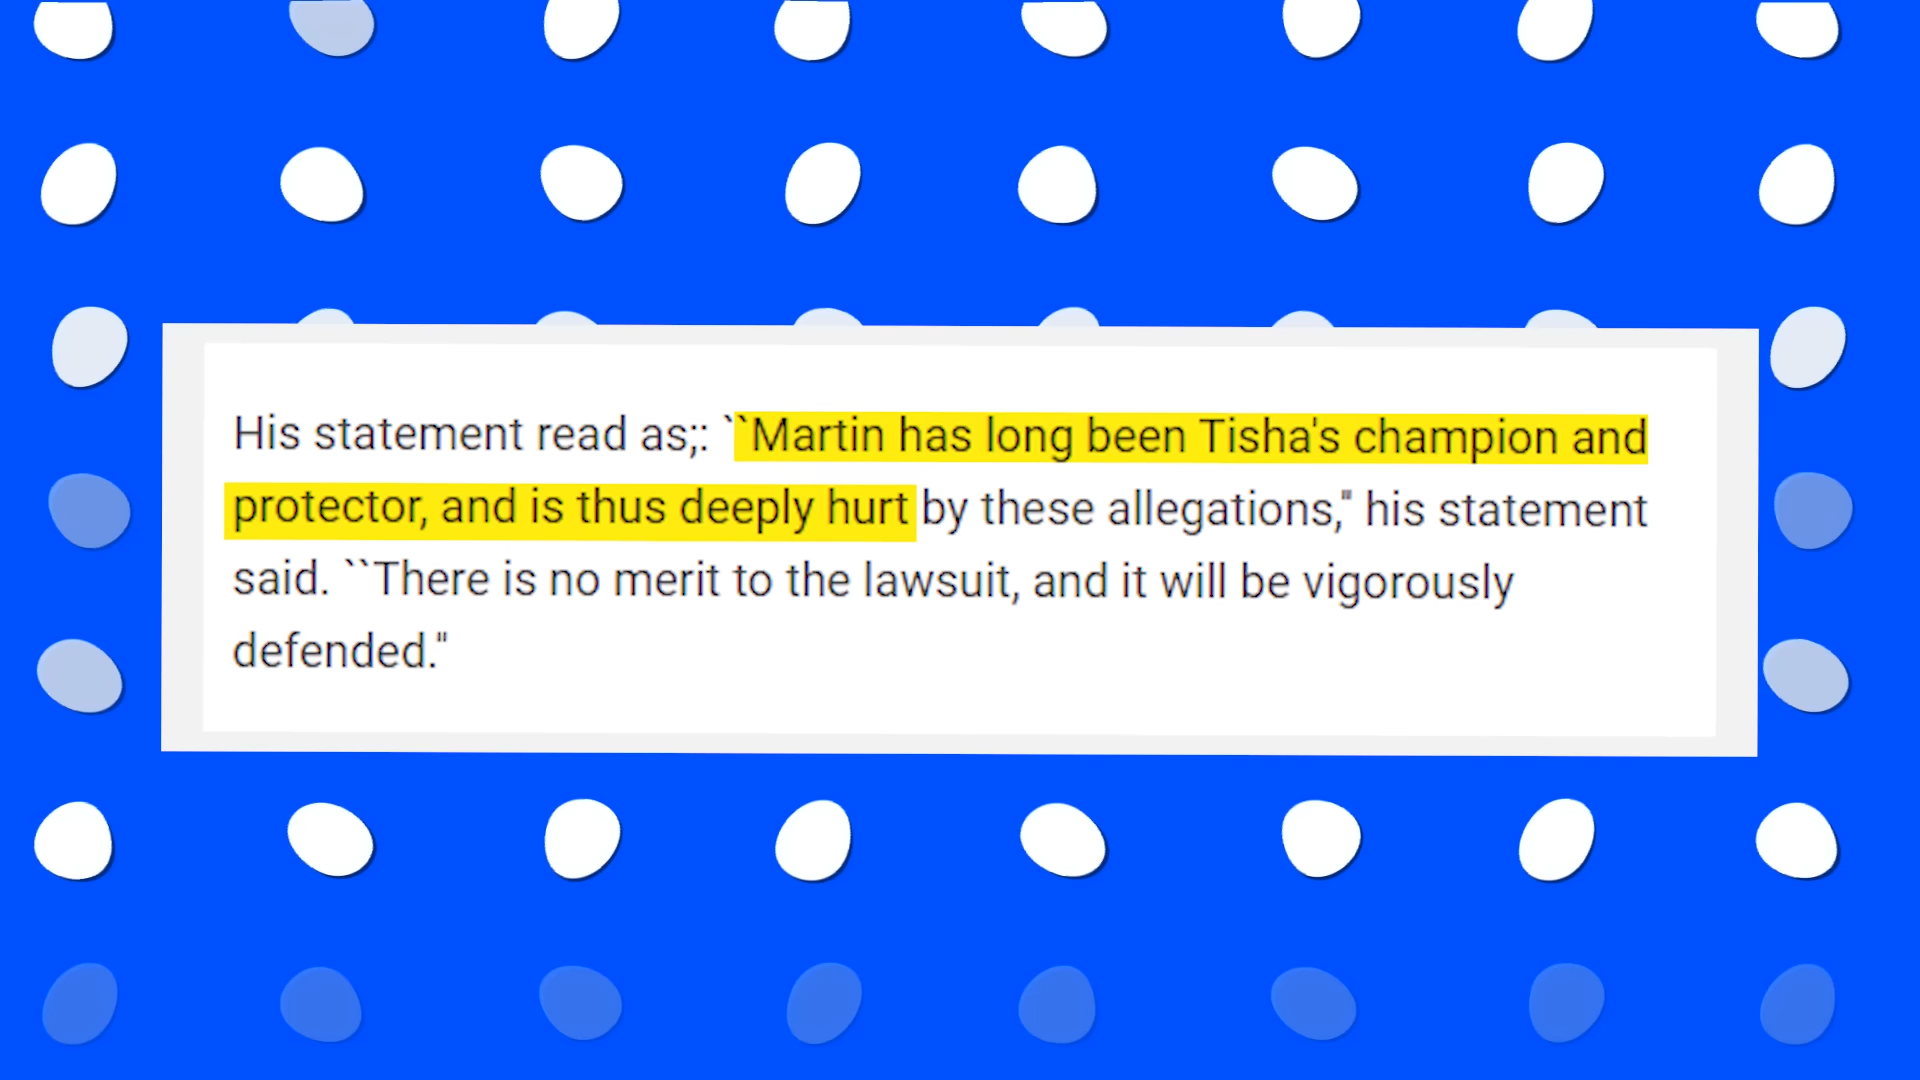 His statement read as;: ``Martin has long been Tisha's champion and
protector, and is thus deeply hurt by these allegations," his statement
said. ``There is no merit to the lawsuit, and it will be vigorously
defended."